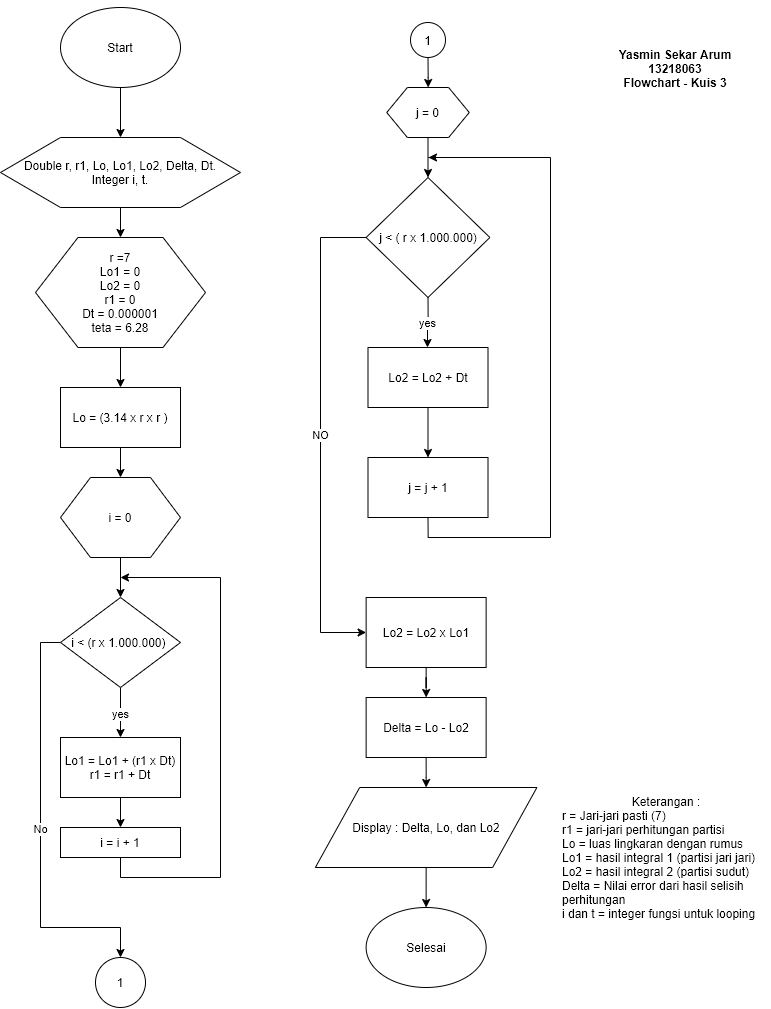 Start
Double r, r1, Lo, Lo1, Lo2, Delta, Dt.
Integer i, t.
r =7
Lo1 = 0
Lo2 = 0
r1 = 0
Dt = 0.000001
teta = 6.28
Lo = (3.14 x r x r )
i = 0
i < (r x 1.000.000)
yes
Lo1 = Lo1 + (r1 x Dt)
r1 = r1 + Dt
No
i = i + 1
1
1
j = 0
j < ( r x 1.000.000)
yes
Lo2 = Lo2 + Dt
NO
j = j + 1
Lo2 = Lo2 x Lo1
Delta = Lo - Lo2
Display : Delta, Lo, dan Lo2
Selesai
Yasmin Sekar Arum
13218063
Flowchart - Kuis 3
Keterangan :
r = Jari-jari pasti (7)
r1 = jari-jari perhitungan partisi
Lo = luas lingkaran dengan rumus
Lo1 = hasil integral 1 (partisi jari jari)
Lo2 = hasil integral 2 (partisi sudut)
Delta = Nilai error dari hasil selisih
perhitungan
i dan t = integer fungsi untuk looping